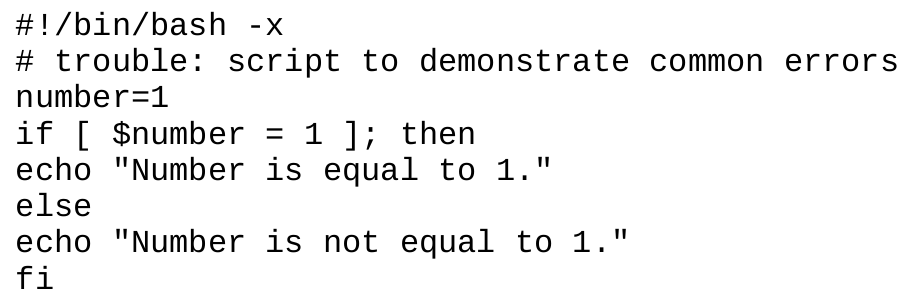 #!/bin/bash -x
# trouble: script to demonstrate common errors
number=1
if [ $number = 1 ]; then
echo "Number is equal to 1."
else
echo "Number is not equal to 1."
fi